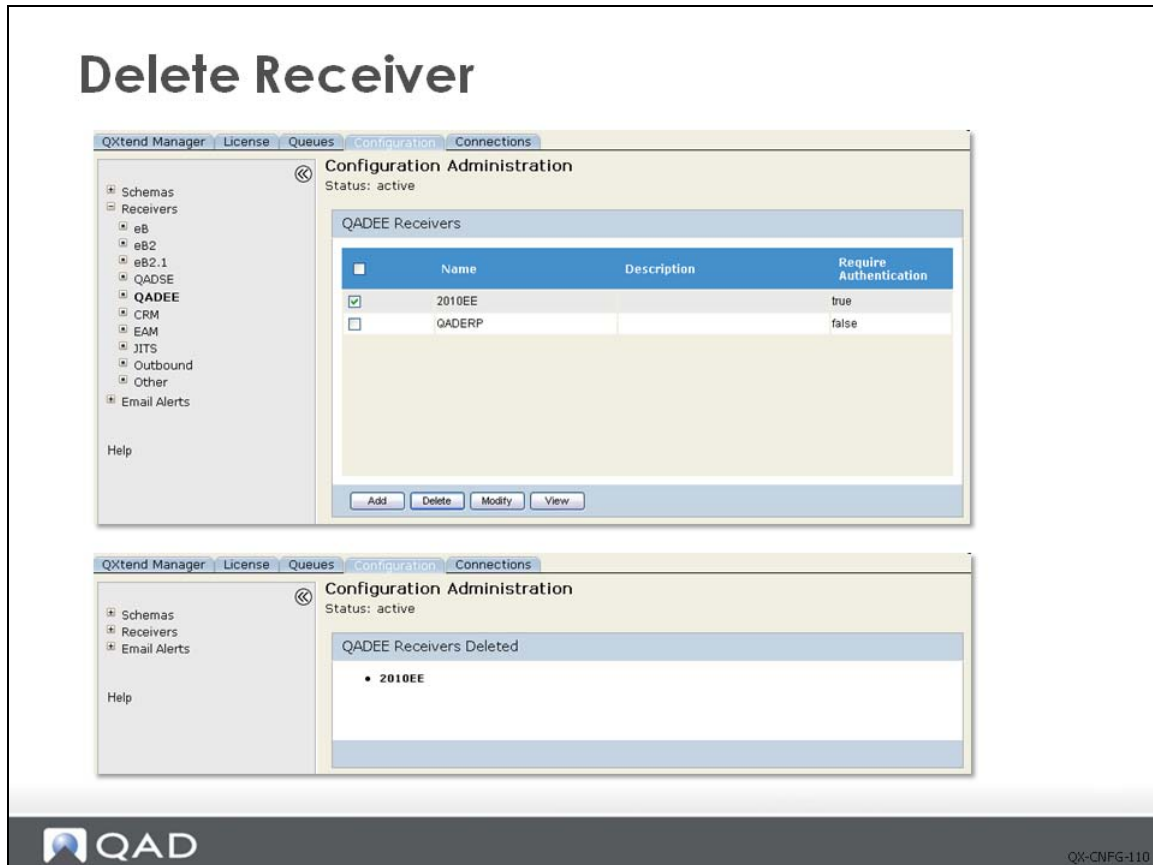 Delete Receiver
QXtend Manager License Queues Configuration Connections
Configuration Administration
Status: active
Schemas
Receivers
eB
eB2
eB2.1
QADSE
QADEE
CRM
EAM
JITS
Outbound
Other
Email Alerts
Help
QADEE Receivers
Name Description Require Authentication
2010EE true
QADERP false
Add Delete Modify View
QXtend Manager License Queues Configuration Connections
Configuration Administration
Status: active
Schemas
Receivers
Email Alerts
Help
QADEE Receivers Deleted
• 2010EE
QAD
QX-CNFG-110